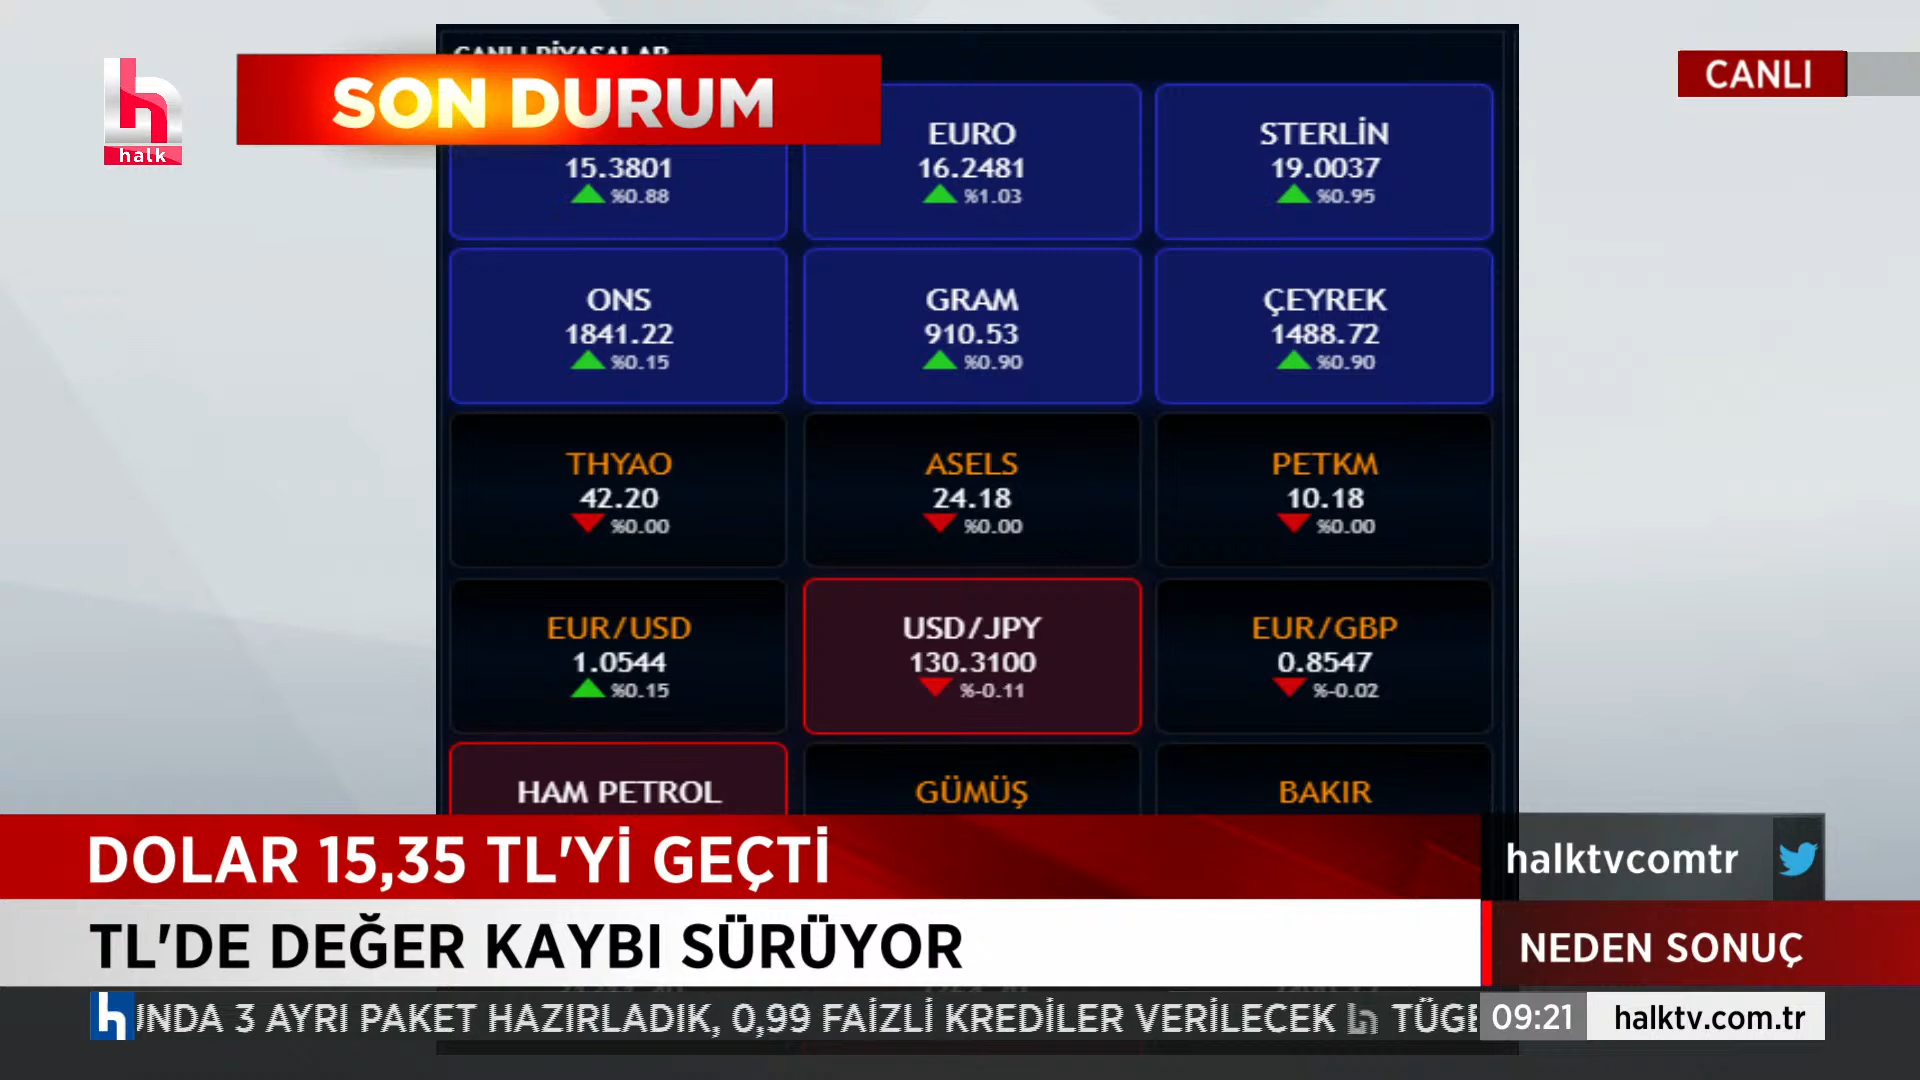 CANLI PİYASALAR
SON DURUM
halk
CANLI
15.3801
%0.88
EURO
16.2481
%1.03
STERLİN
19.0037
%0.95
ONS
1841.22
%0.15
GRAM
910.53
%0.90
ÇEYREK
1488.72
%0.90
THYAO
42.20
%0.00
ASELS
24.18
%0.00
PETKM
10.18
%0.00
EUR/USD
1.0544
%0.15
USD/JPY
130.3100
%-0.11
EUR/GBP
0.8547
%-0.02
HAM PETROL
GÜMÜŞ
BAKIR
DOLAR 15,35 TL'Yİ GEÇTİ
halktvcomtr
TL'DE DEĞER KAYBI SÜRÜYOR
NEDEN SONUÇ
UNDA 3 AYRI PAKET HAZIRLADIK, 0,99 FAİZLİ KREDİLER VERİLECEK h TÜGE
09:21
halktv.com.tr